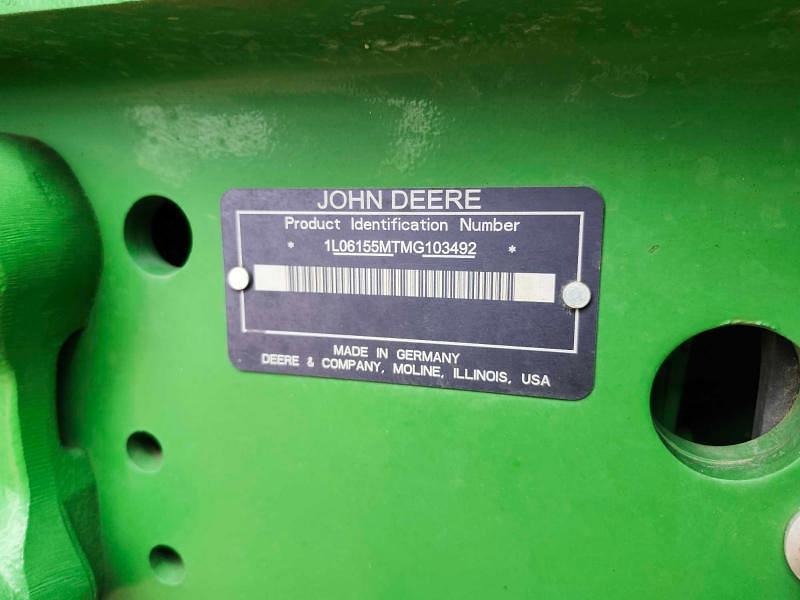 JOHN DEERE
Product Identification Number
* 1L06155MTMG103492 *
MADE IN GERMANY
DEERE & COMPANY, MOLINE, ILLINOIS, USA